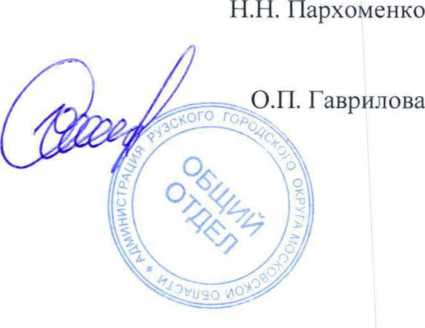 Н.Н. Пархоменко
О.П. Гаврилова
АДМИНИСТРАЦИЯ РУЗСКОГО ГОРОДСКОГО ОКРУГА МОСКОВСКОЙ ОБЛАСТИ
ОБЩИЙ
ОТДЕЛ